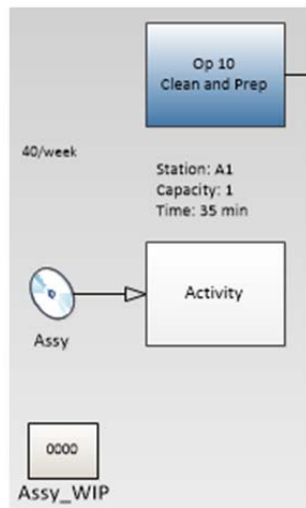 Op 10
Clean and Prep
40/week
Station: A1
Capacity: 1
Time: 35 min
Activity
Assy
0000
Assy_WIP